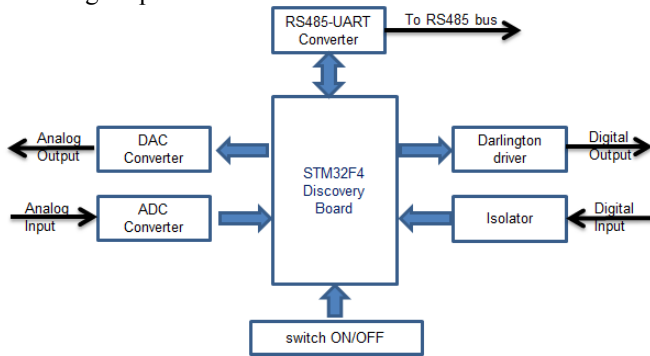 RS485-UART
Converter
To RS485 bus
Analog
Output
DAC
Converter
STM32F4
Discovery
Board
Darlington
driver
Digital
Output
Analog
Input
ADC
Converter
Isolator
Digital
Input
switch ON/OFF